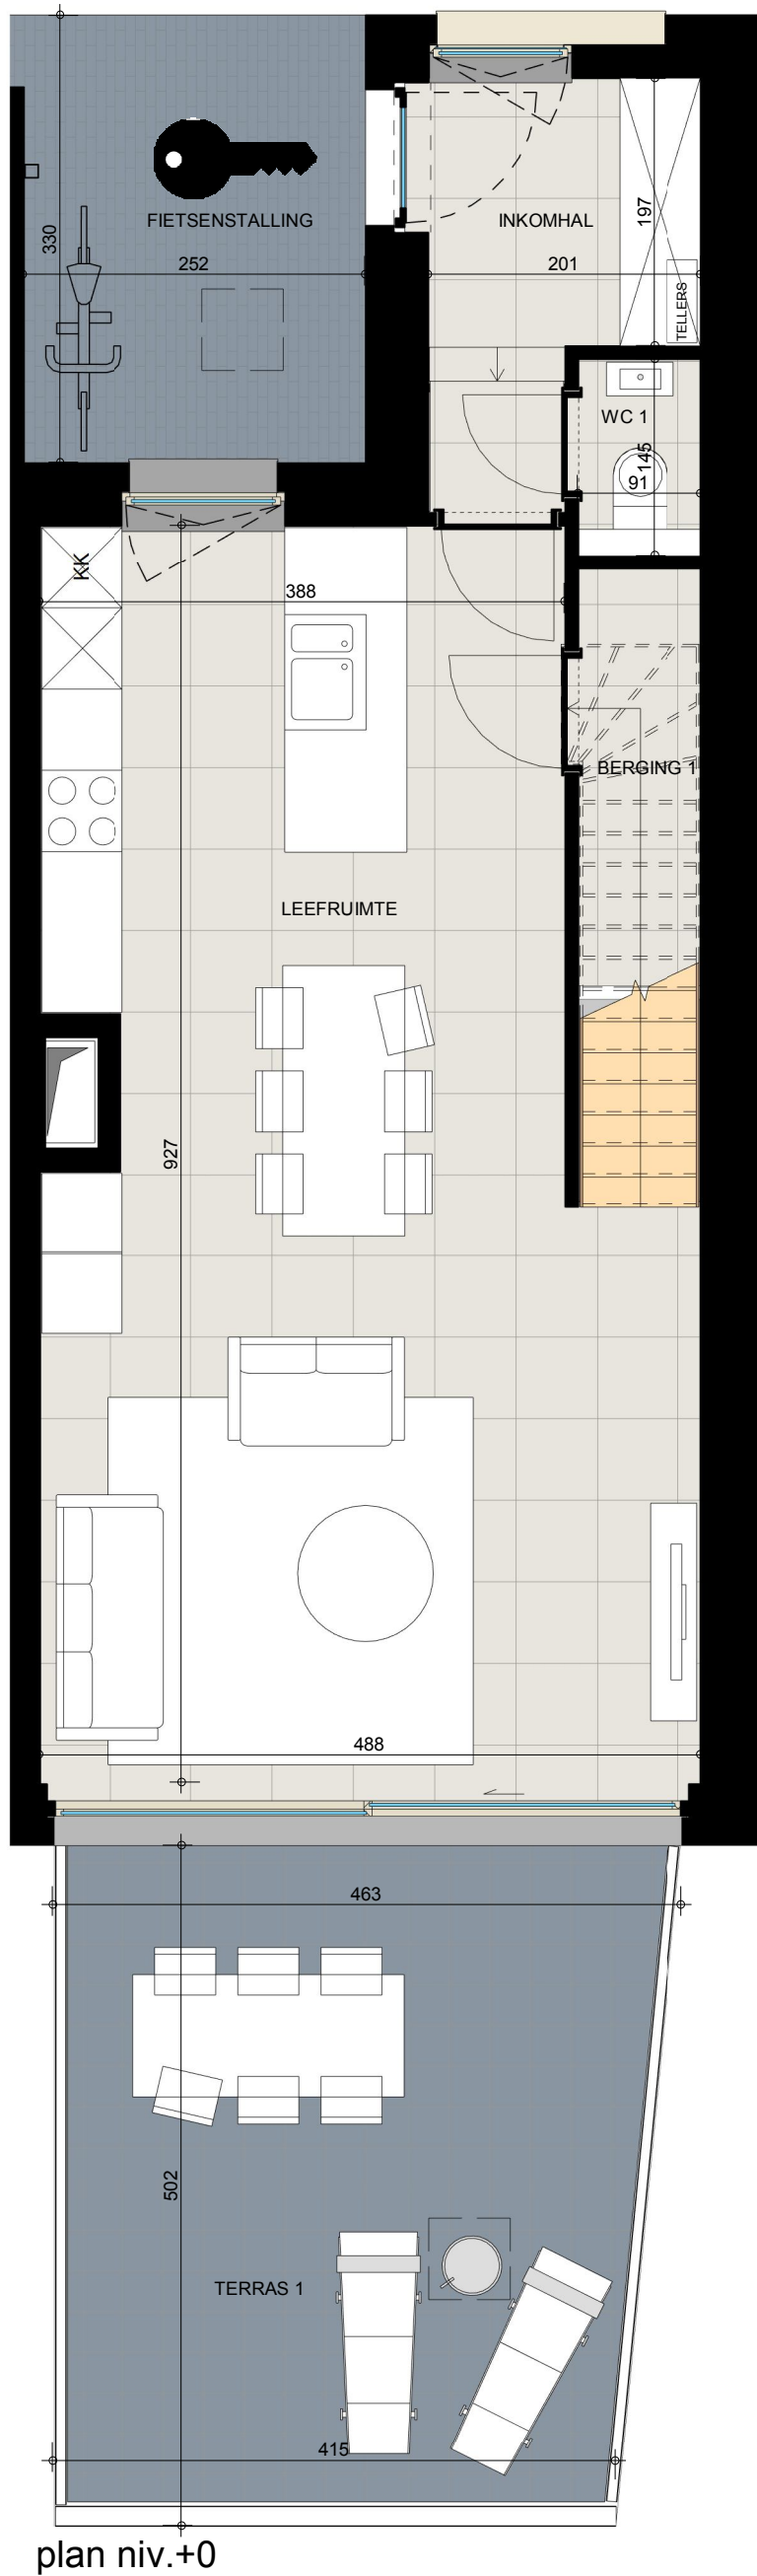 FIETSENSTALLING
INKOMHAL
197
330
252
201
TELLERS
WC 1
145
91
KK
388
BERGING 1
LEEFRUIMTE
927
488
463
502
TERRAS 1
415
plan niv.+0